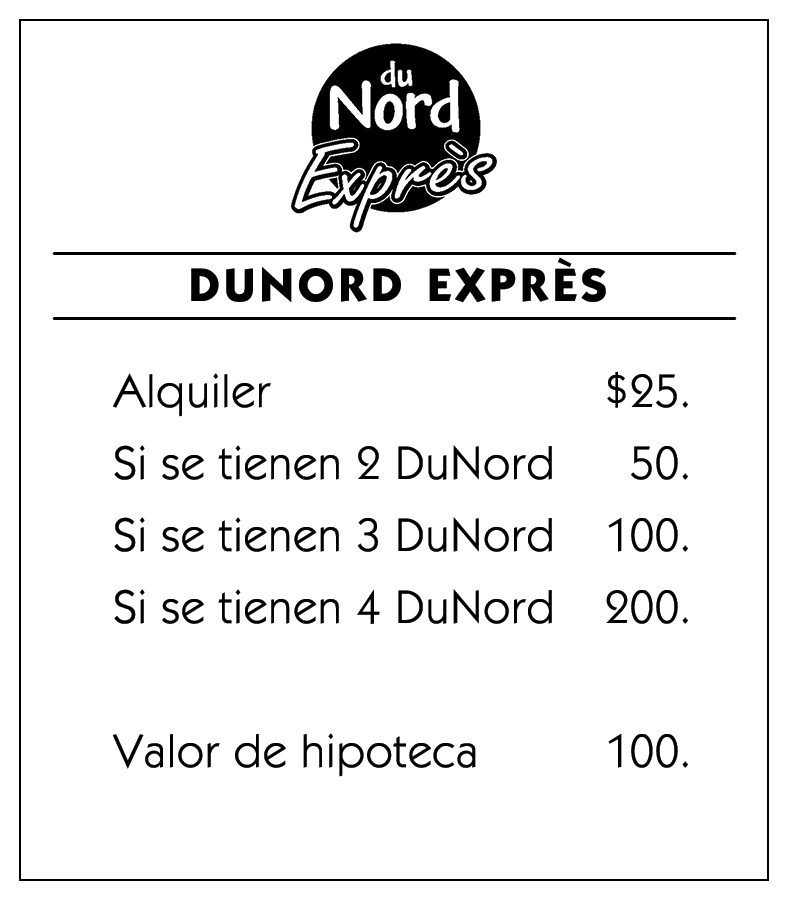 du
Nord
Exprès
DUNORD EXPRÈS
Alquiler $25.
Si se tienen 2 DuNord 50.
Si se tienen 3 DuNord 100.
Si se tienen 4 DuNord 200.
Valor de hipoteca 100.